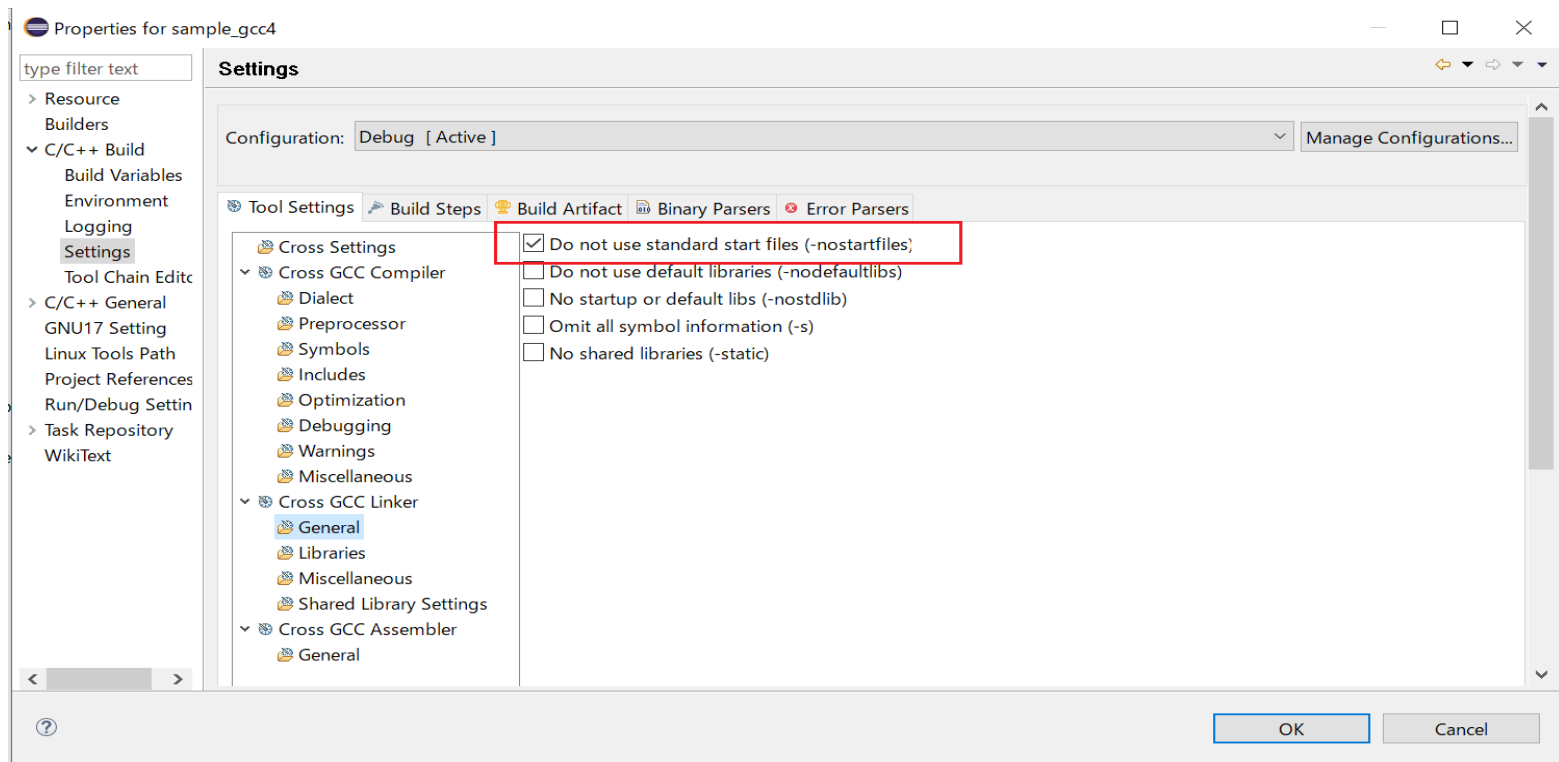 Properties for sample_gcc4
type filter text
Resource
Builders
C/C++ Build
Build Variables
Environment
Logging
Settings
Tool Chain Edito
C/C++ General
GNU17 Setting
Linux Tools Path
Project References
Run/Debug Settin
Task Repository
WikiText
Settings
Configuration: Debug [ Active ] Manage Configurations...
Tool Settings Build Steps Build Artifact Binary Parsers Error Parsers
Cross Settings
Cross GCC Compiler
Dialect
Preprocessor
Symbols
Includes
Optimization
Debugging
Warnings
Miscellaneous
Cross GCC Linker
General
Libraries
Miscellaneous
Shared Library Settings
Cross GCC Assembler
General
Do not use standard start files (-nostartfiles)
Do not use default libraries (-nodefaultlibs)
No startup or default libs (-nostdlib)
Omit all symbol information (-s)
No shared libraries (-static)
OK Cancel